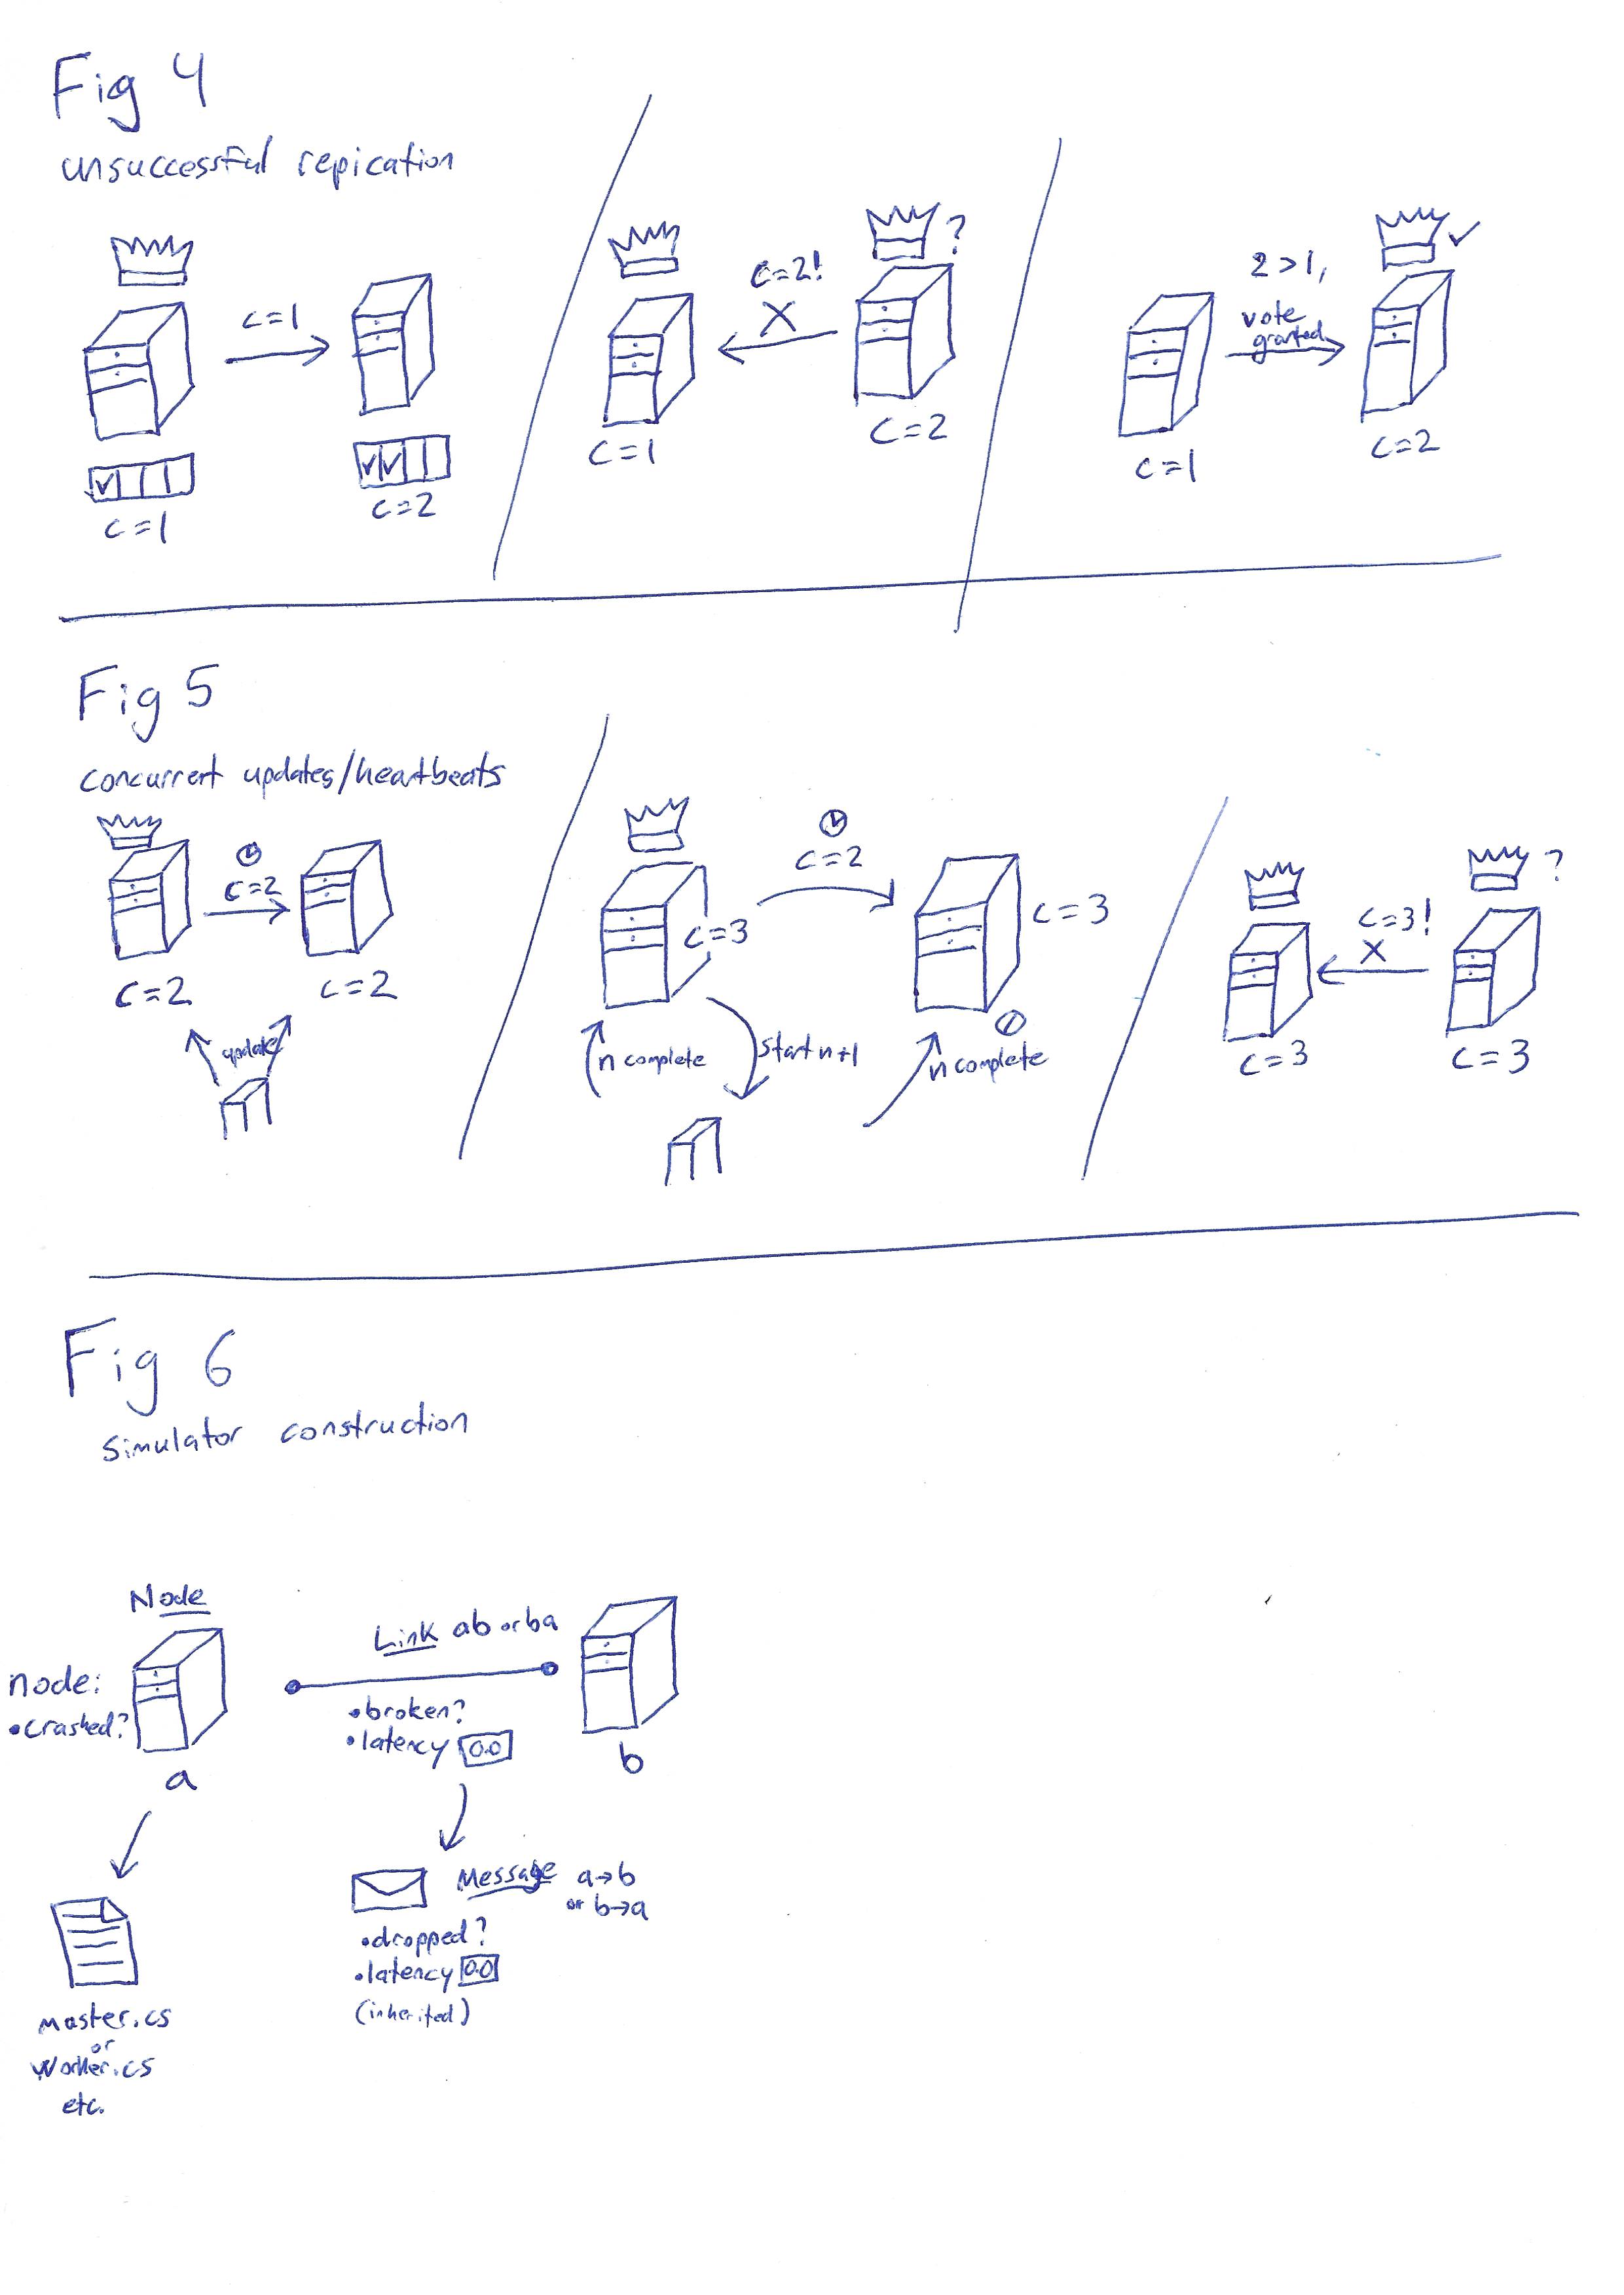 Fig 4
unsuccessful repication
c=1
c=1
c=2
?
c=2!
X
c=1
c=2
2>1,
vote
granted
c=1
c=2
Fig 5
concurrent updates/heartbeats
c=2
c=2
c=2
update
c=2
c=3
c=3
n complete
start n+1
n complete
?
c=3!
X
c=3
c=3
Fig 6
Simulator construction
Node
node:
•crashed?
a
Link ab or ba
•broken?
•latency 0.0
b
Message a→b
or b→a
•dropped?
•latency 0.0
(inherited)
master.cs
or
Worker.cs
etc.